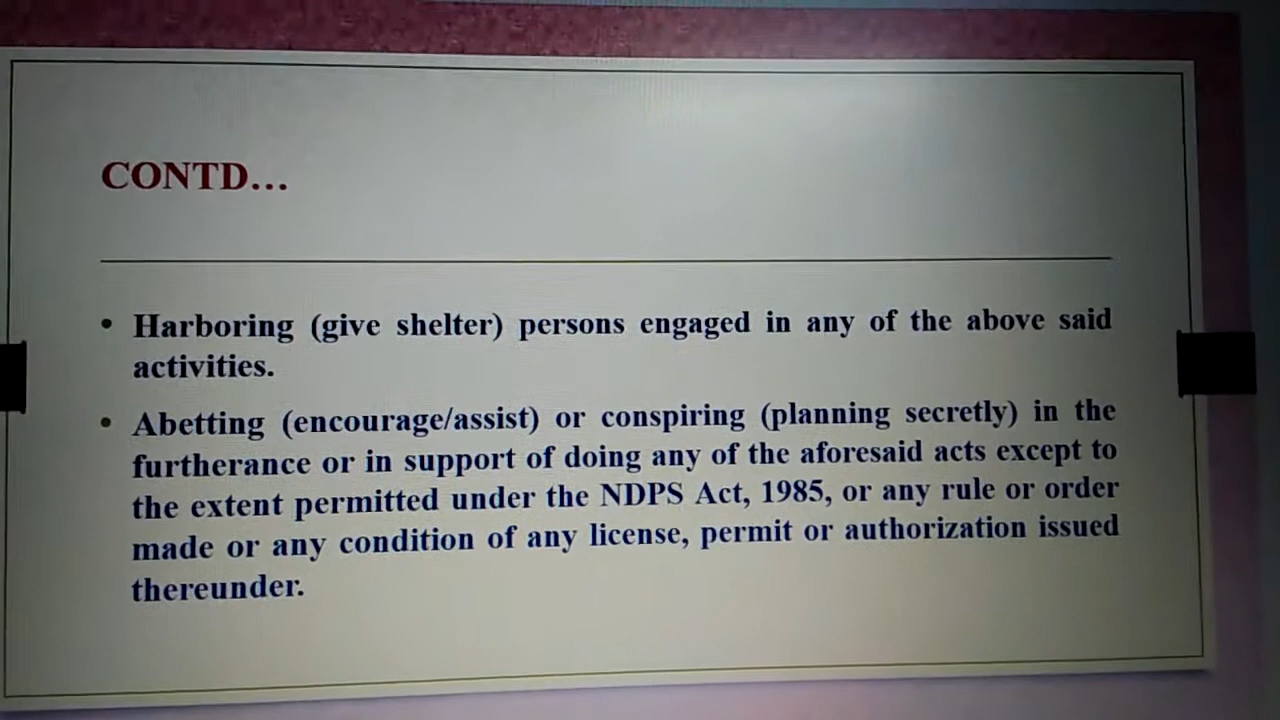 CONTD...
• Harboring (give shelter) persons engaged in any of the above said
activities.
• Abetting (encourage/assist) or conspiring (planning secretly) in the
furtherance or in support of doing any of the aforesaid acts except to
the extent permitted under the NDPS Act, 1985, or any rule or order
made or any condition of any license, permit or authorization issued
thereunder.